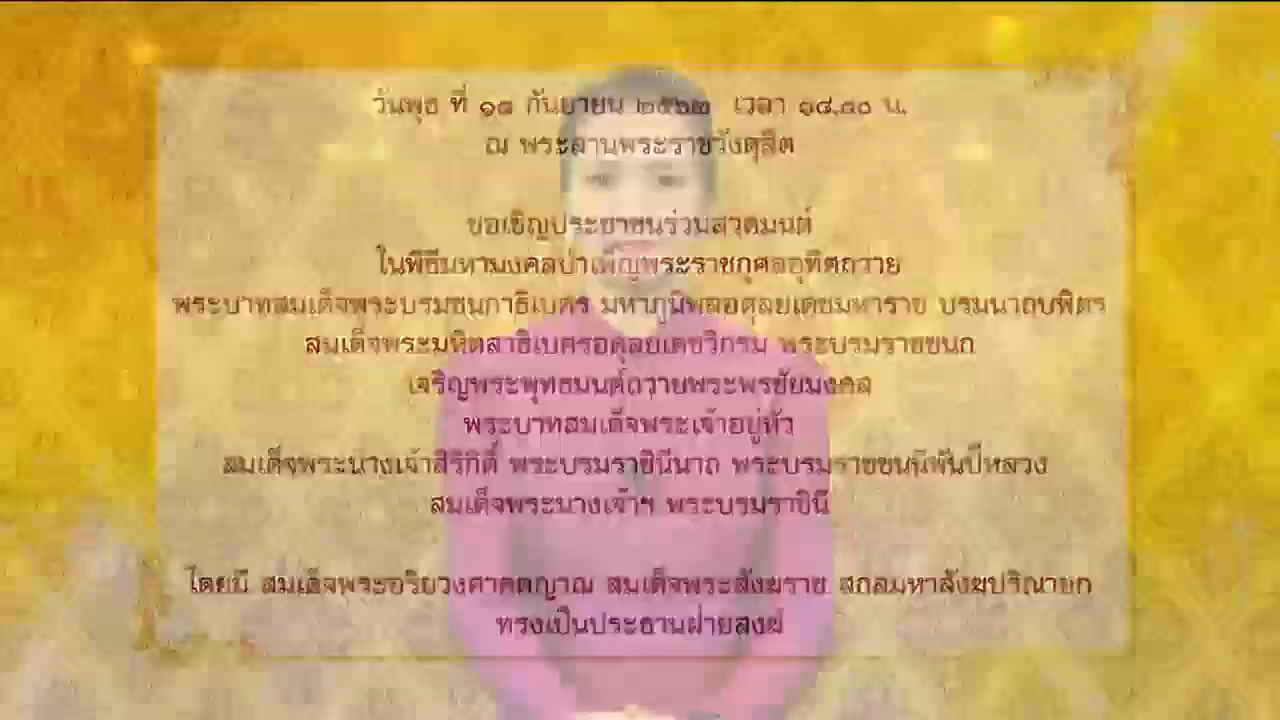 วันพุธ ที่ ๑๘ กันยายน ๒๕๖๒ เวลา
ณ พระลานพระราชวังดุสิต
ขอเชิญประชาชนร่วมสวดมนต์
ในพิธีมหามงคลบำเพ็ญพระราชกุศลอุทิศถวาย
พระบาทสมเด็จพระบรมชนกาธิเบศร มหาภูมิพลอดุลยเดชมหาราช บรมนาถบพิตร
สมเด็จพระมหิตลาธิเบศรอดุลยเดชวิกรม พระบรมราชชนก
เจริญพระพุทธมนต์ถวายพระพรชัยมงคล
พระบาทสมเด็จพระเจ้าอยู่หัว
สมเด็จพระนางเจ้าสิริกิติ์ พระบรมราชินีนาถ พระบรมราชชนนีพันปีหลวง
สมเด็จพระนางเจ้าฯ พระบรมราชินี
โดยมี สมเด็จพระอริยวงศาคตญาณ สมเด็จพระสังฆราช สกลมหาสังฆปริณายก
ทรงเป็นประธานฝ่ายสงฆ์